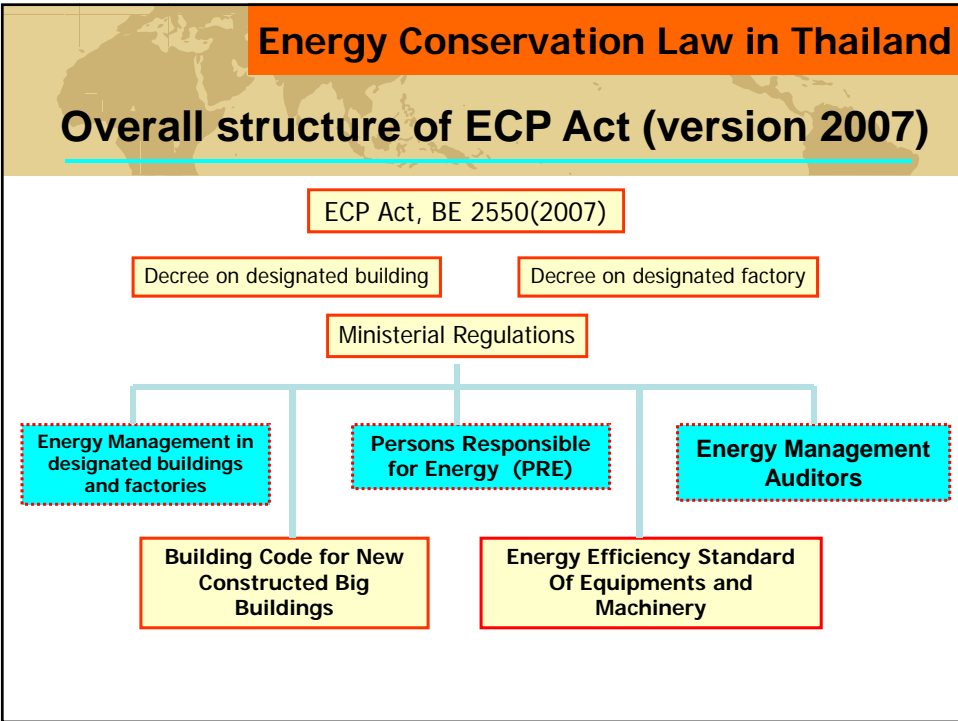 Energy Conservation Law in Thailand
Overall structure of ECP Act (version 2007)
ECP Act, BE 2550(2007)
Decree on designated building
Decree on designated factory
Ministerial Regulations
Energy Management in
designated buildings
and factories
Persons Responsible
for Energy (PRE)
Energy Management
Auditors
Building Code for New
Constructed Big
Buildings
Energy Efficiency Standard
Of Equipments and
Machinery